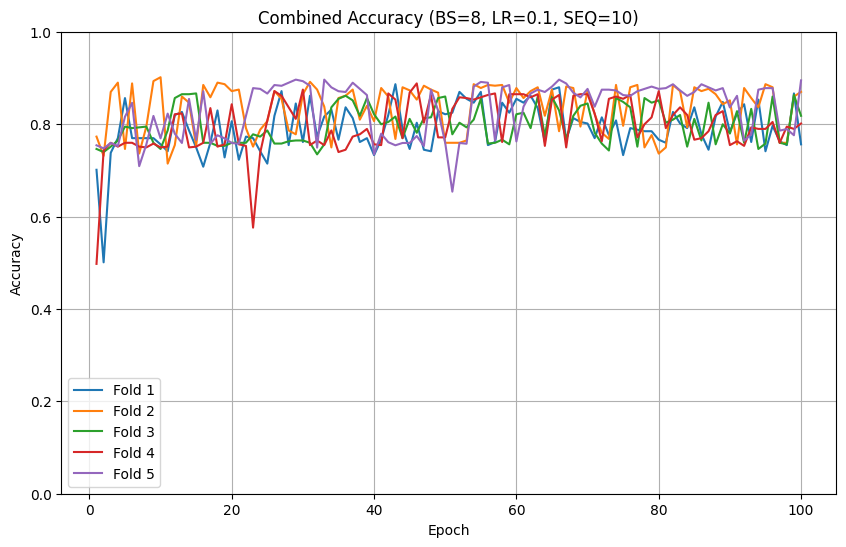 Combined Accuracy (BS=8, LR=0.1, SEQ=10)
1.0
0.8
0.6
0.4
0.2
0.0
Accuracy
Fold 1
Fold 2
Fold 3
Fold 4
Fold 5
0 20 40 60 80 100
Epoch